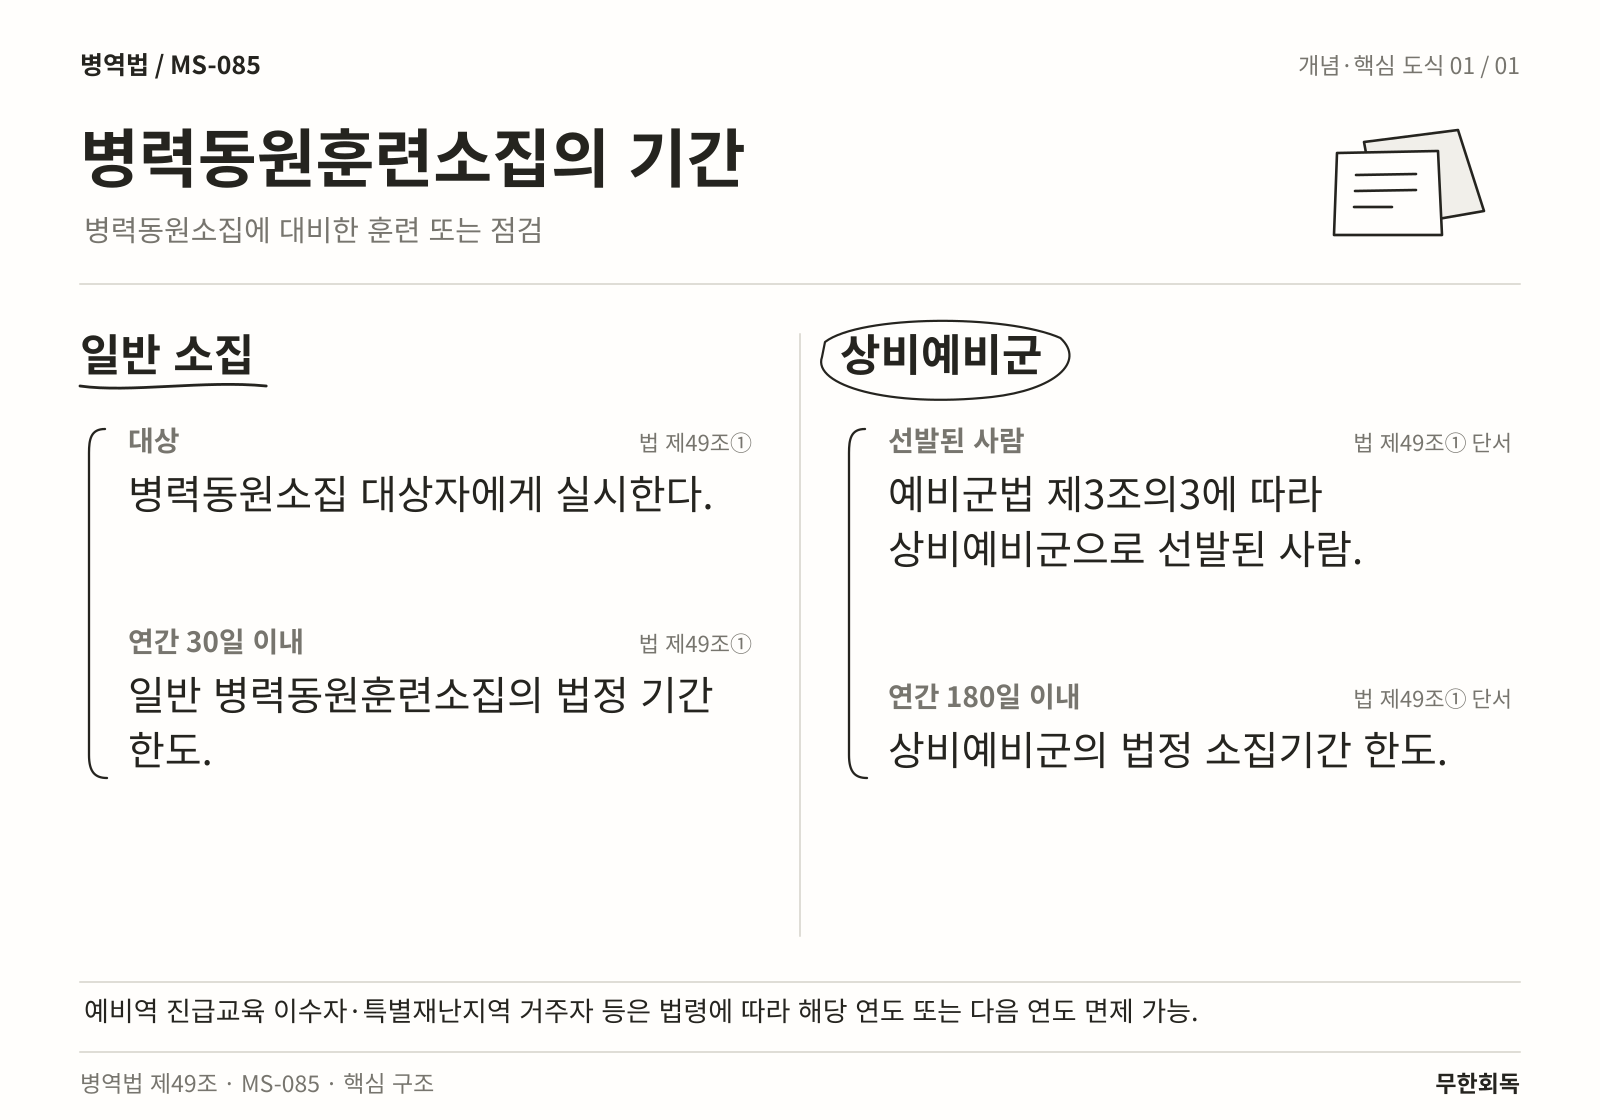 병역법 / MS-085
개념·핵심 도식 01 / 01
병력동원훈련소집의 기간
병력동원소집에 대비한 훈련 또는 점검
일반 소집
대상
법 제49조①
병력동원소집 대상자에게 실시한다.
연간 30일 이내
법 제49조①
일반 병력동원훈련소집의 법정 기간
한도.
상비예비군
선발된 사람
법 제49조① 단서
예비군법 제3조의3에 따라
상비예비군으로 선발된 사람.
연간 180일 이내
법 제49조① 단서
상비예비군의 법정 소집기간 한도.
예비역 진급교육 이수자·특별재난지역 거주자 등은 법령에 따라 해당 연도 또는 다음 연도 면제 가능.
병역법 제49조 · MS-085 · 핵심 구조
무한회독